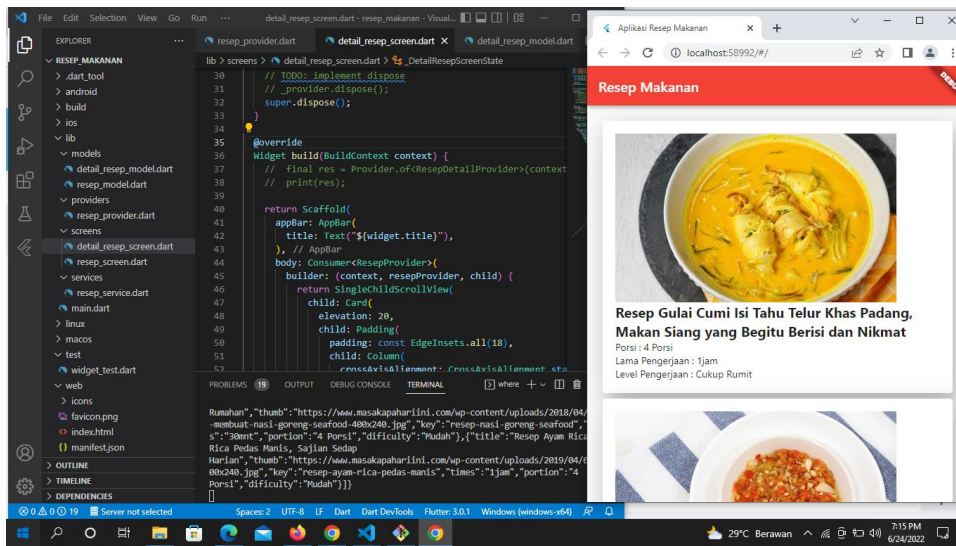 File Edit Selection View Go Run ··· detail_resep_screen.dart - resep_makanan - Visual...
EXPLORER
RESEP_MAKANAN
.dart_tool
android
build
ios
lib
models
detail_resep_model.dart
resep_model.dart
providers
resep_provider.dart
screens
detail_resep_screen.dart
resep_screen.dart
services
resep_service.dart
main.dart
linux
macos
test
widget_test.dart
web
icons
favicon.png
index.html
manifest.json
OUTLINE
TIMELINE
DEPENDENCIES
resep_provider.dart detail_resep_screen.dart detail_resep_model.dart
lib > screens > detail_resep_screen.dart > _DetailResepScreenState
30 // TODO: implement dispose
31 // _provider.dispose();
32 super.dispose();
33 }
34
35 @override
36 Widget build(BuildContext context) {
37 // final res = Provider.of<ResepDetailProvider>(context
38 // print(res);
39
40 return Scaffold(
41 appBar: AppBar(
42 title: Text("${widget.title}"),
43 ), // AppBar
44 body: Consumer<ResepProvider>(
45 builder: (context, resepProvider, child) {
46 return SingleChildScrollView(
47 child: Card(
48 elevation: 20,
49 child: Padding(
50 padding: const EdgeInsets.all(18),
51 child: Column(
52 crossAxisAlignment: CrossAxisAlignment.sta
PROBLEMS 19 OUTPUT DEBUG CONSOLE TERMINAL where
Rumahan","thumb":"https://www.masakapahariini.com/wp-content/uploads/2018/04/
-membuat-nasi-goreng-seafood-400x240.jpg","key":"resep-nasi-goreng-seafood","
s":"30mnt","portion":"4 Porsi","dificulty":"Mudah"},{"title":"Resep Ayam Rica
Rica Pedas Manis, Sajian Sedap
Harian","thumb":"https://www.masakapahariini.com/wp-content/uploads/2019/04/6
00x240.jpg","key":"resep-ayam-rica-pedas-manis","times":"1jam","portion":"4
Porsi","dificulty":"Mudah"}]}
0 0 19 Server not selected Spaces: 2 UTF-8 LF Dart Dart DevTools Flutter: 3.0.1 Windows (windows-x64)
Aplikasi Resep Makanan
localhost:58992/#/
Resep Makanan
DEBUG
Resep Gulai Cumi Isi Tahu Telur Khas Padang,
Makan Siang yang Begitu Berisi dan Nikmat
Porsi : 4 Porsi
Lama Pengerjaan : 1jam
Level Pengerjaan : Cukup Rumit
29°C Berawan 7:15 PM
6/24/2022